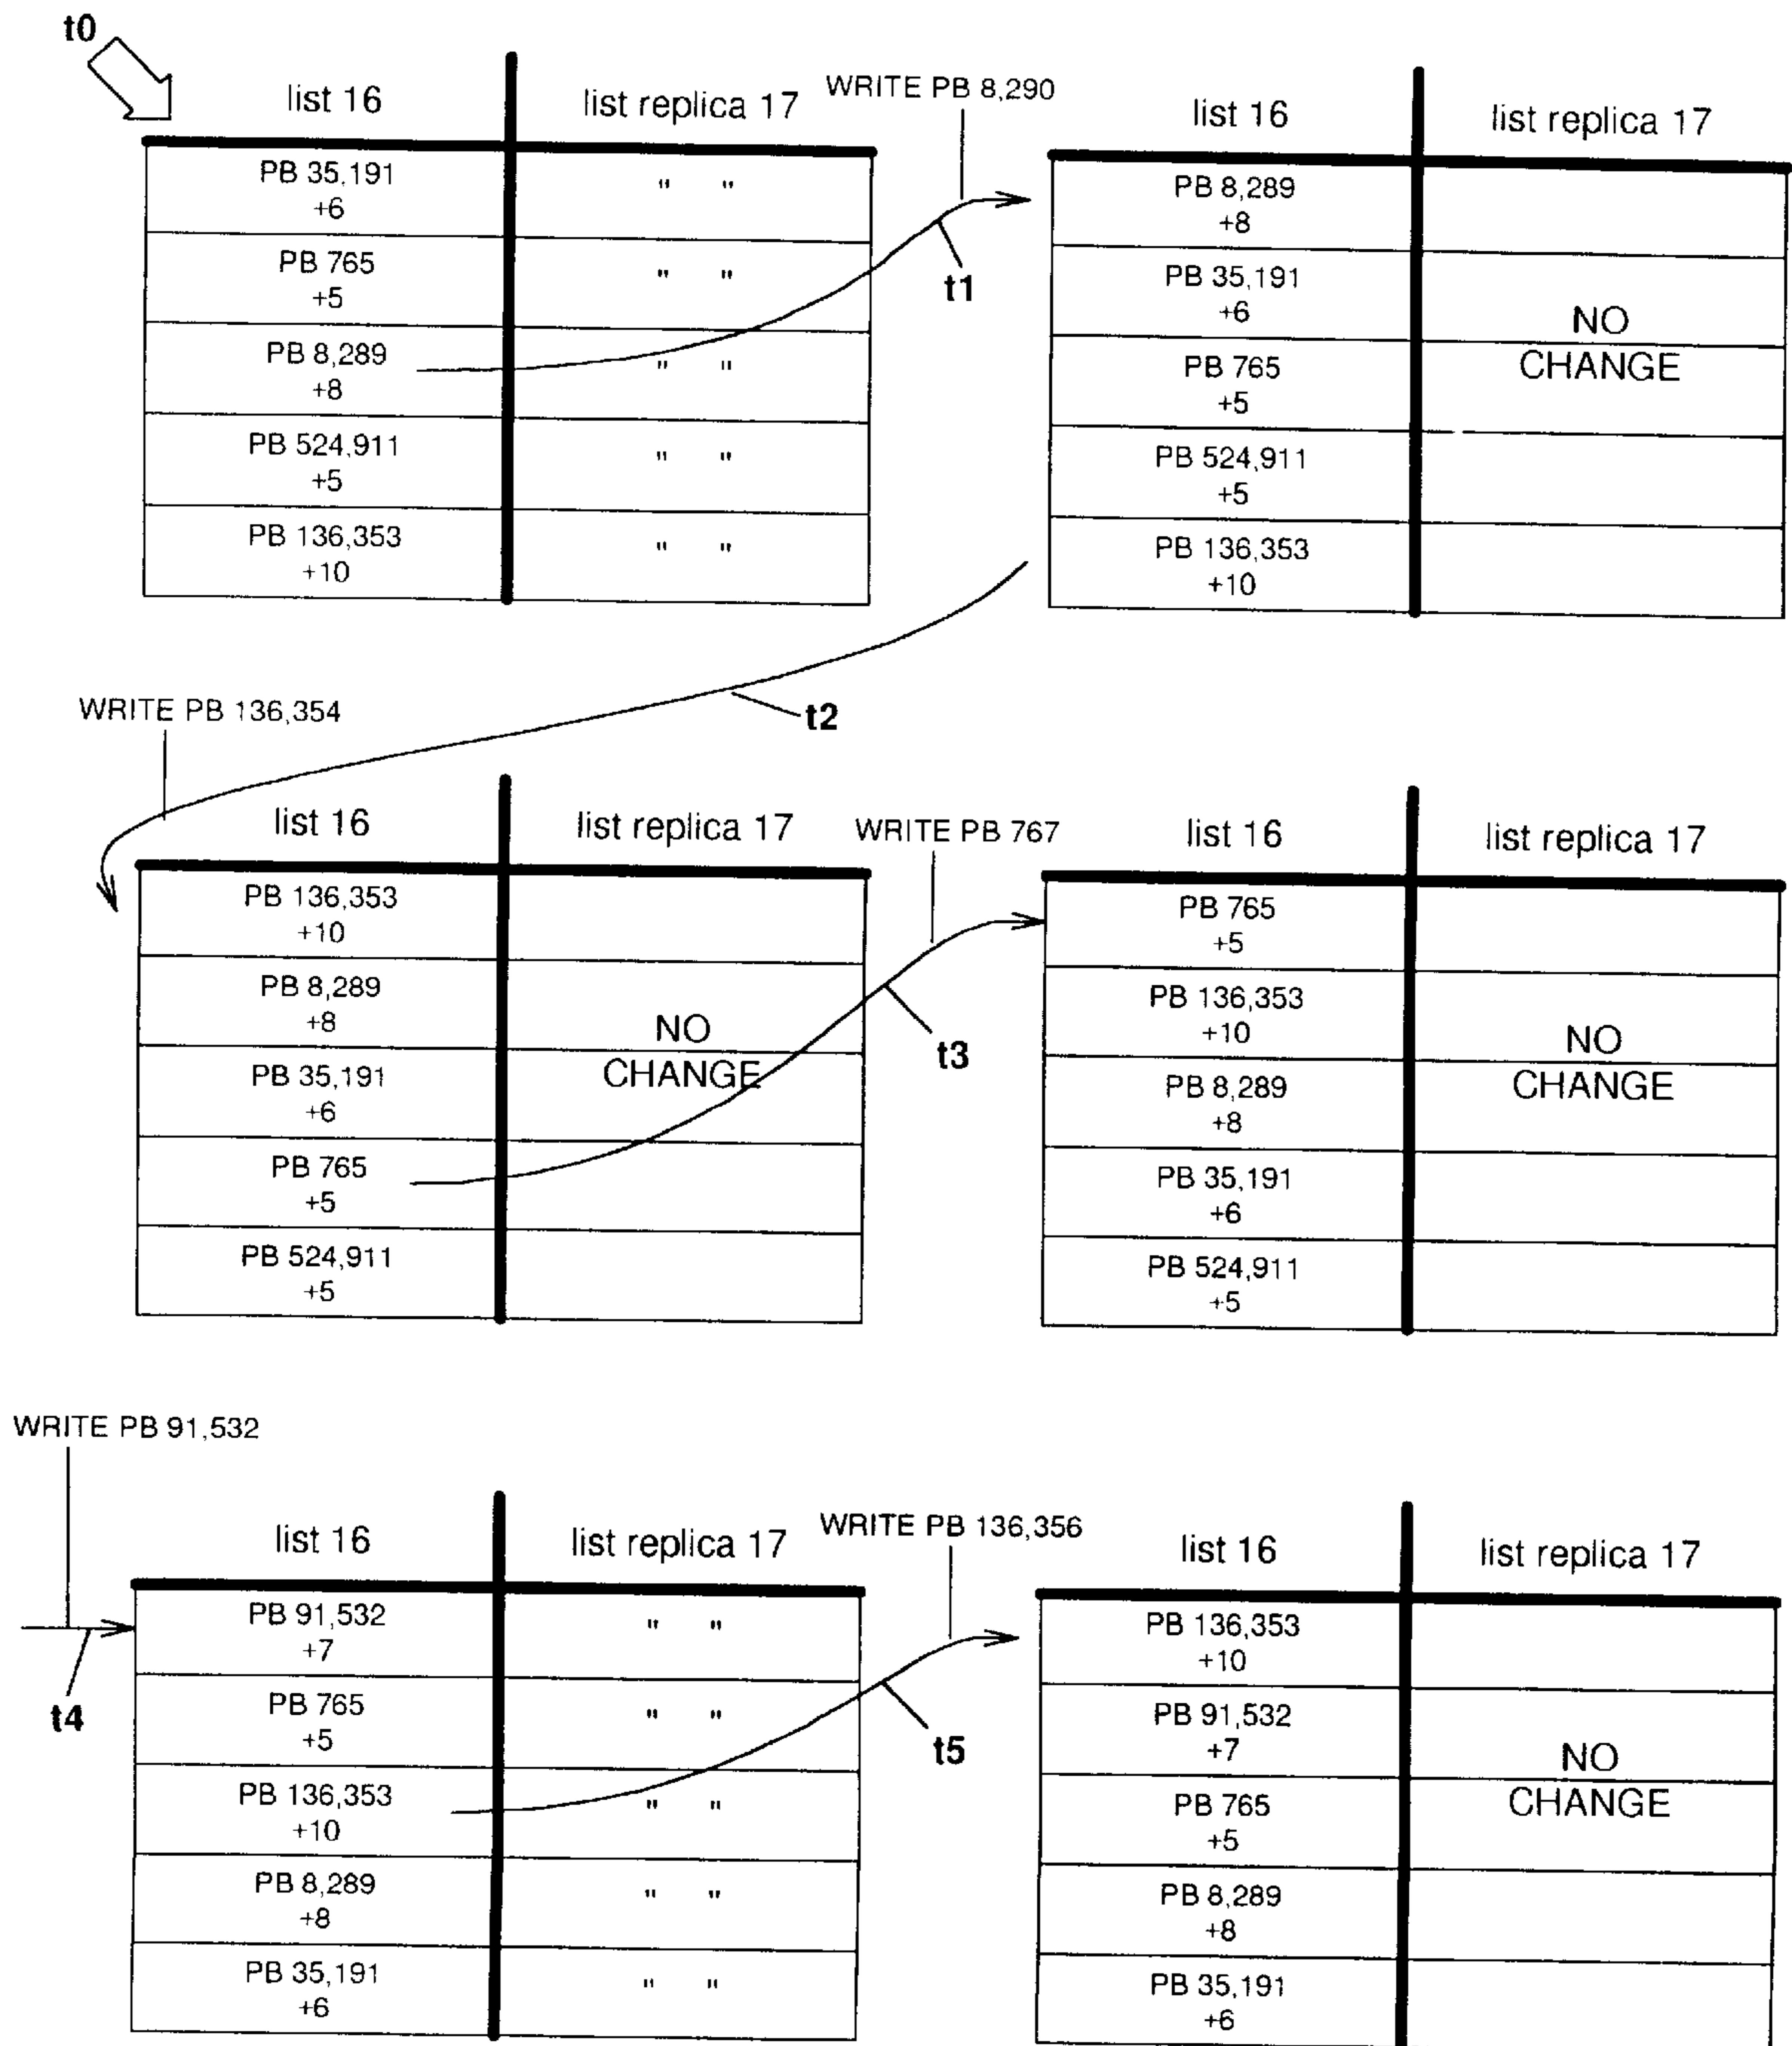 t0
list 16
list replica 17
WRITE PB 8,290
PB 35,191
+6
" "
PB 765
+5
" "
PB 8,289
+8
" "
PB 524,911
+5
" "
PB 136,353
+10
" "
t1
list 16
list replica 17
PB 8,289
+8
PB 35,191
+6
PB 765
+5
PB 524,911
+5
PB 136,353
+10
NO
CHANGE
t2
WRITE PB 136,354
list 16
list replica 17
PB 136,353
+10
PB 8,289
+8
PB 35,191
+6
PB 765
+5
PB 524,911
+5
NO
CHANGE
WRITE PB 767
t3
list 16
list replica 17
PB 765
+5
PB 136,353
+10
PB 8,289
+8
PB 35,191
+6
PB 524,911
+5
NO
CHANGE
WRITE PB 91,532
t4
list 16
list replica 17
PB 91,532
+7
" "
PB 765
+5
" "
PB 136,353
+10
" "
PB 8,289
+8
" "
PB 35,191
+6
" "
WRITE PB 136,356
t5
list 16
list replica 17
PB 136,353
+10
PB 91,532
+7
PB 765
+5
PB 8,289
+8
PB 35,191
+6
NO
CHANGE